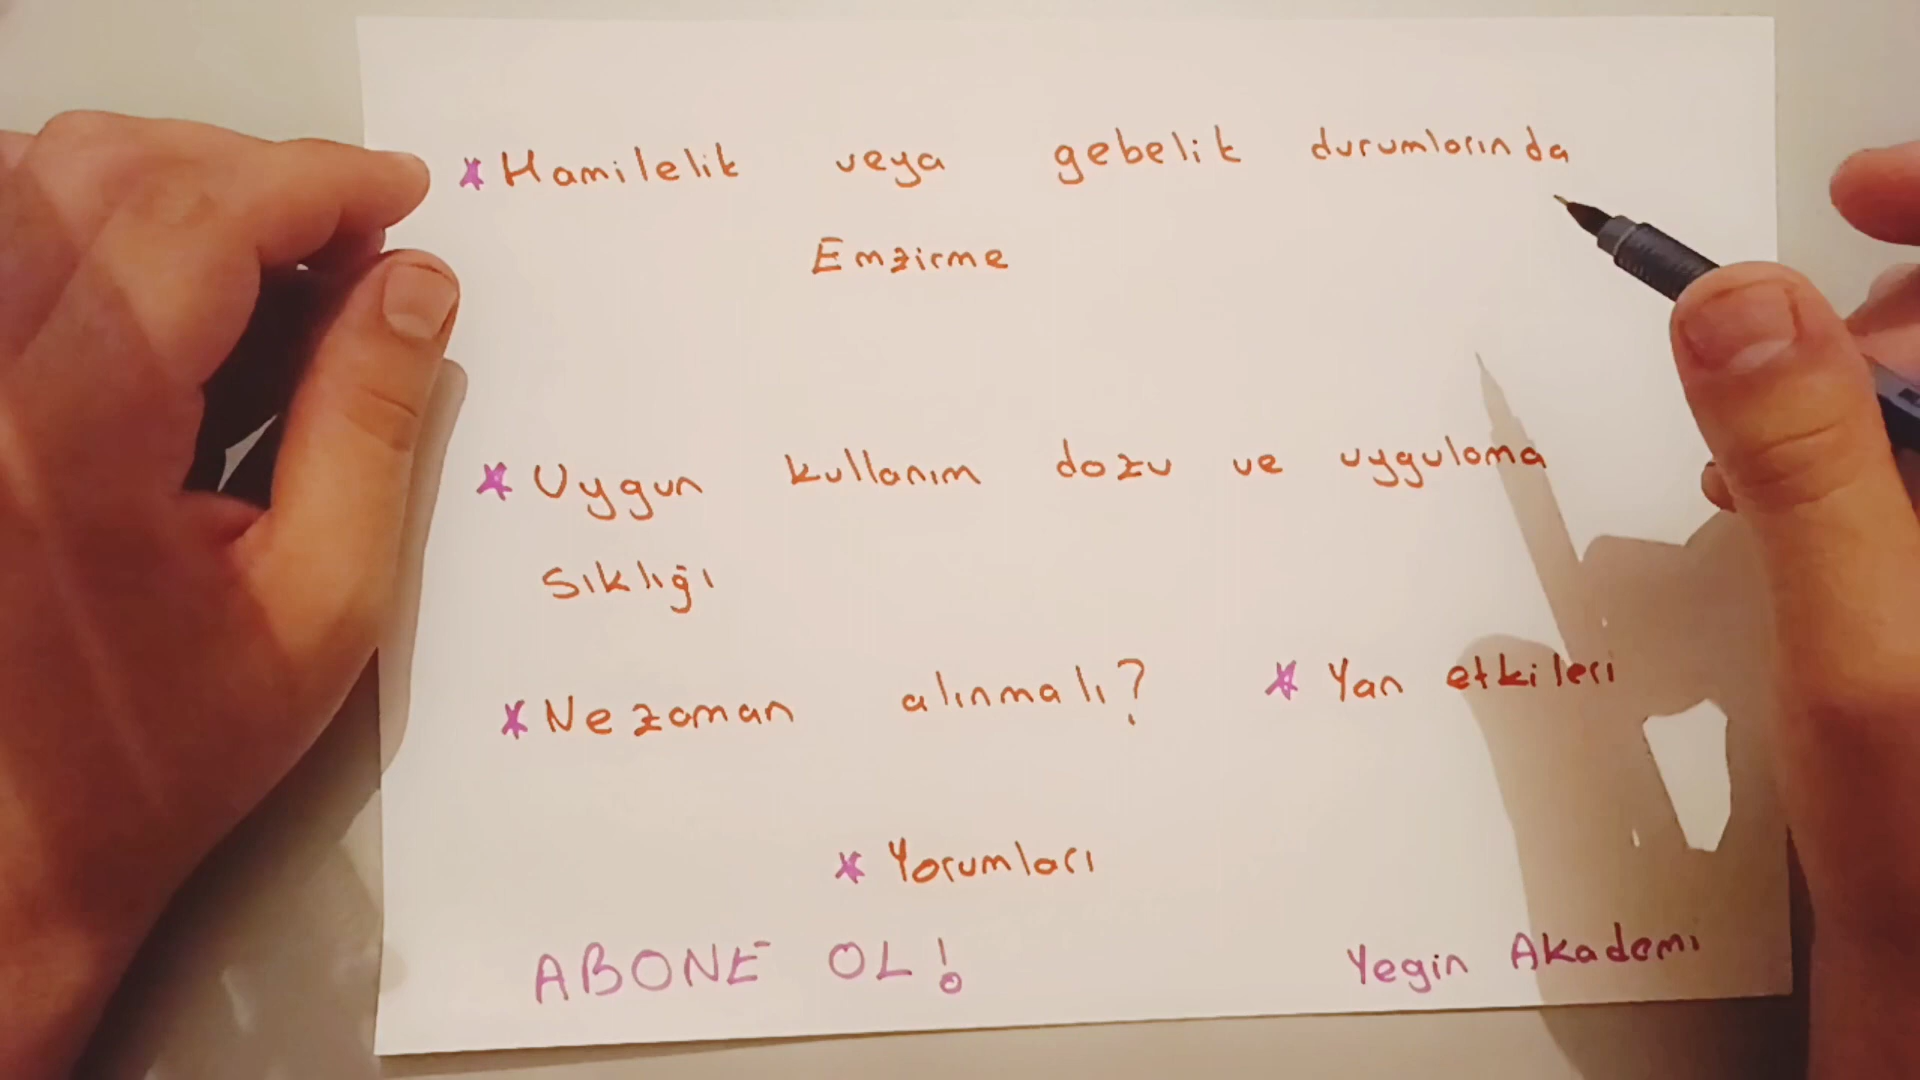 * Hamilelik veya gebelik durumlarında
Emzirme
* Uygun kullanım dozu ve uygulama
Sıklığı
* Ne zaman alınmalı? * Yan etkileri
* Yorumları
ABONE OL!
Yegin Akademi